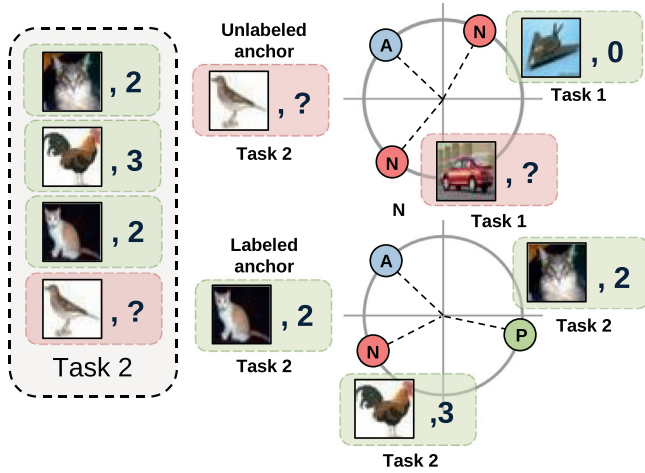 , 2
, 3
, 2
, ?
Task 2
Unlabeled
anchor
, ?
Task 2
A
N
N
, 0
Task 1
, ?
Task 1
N
Labeled
anchor
, 2
Task 2
A
N
P
, 2
Task 2
,3
Task 2